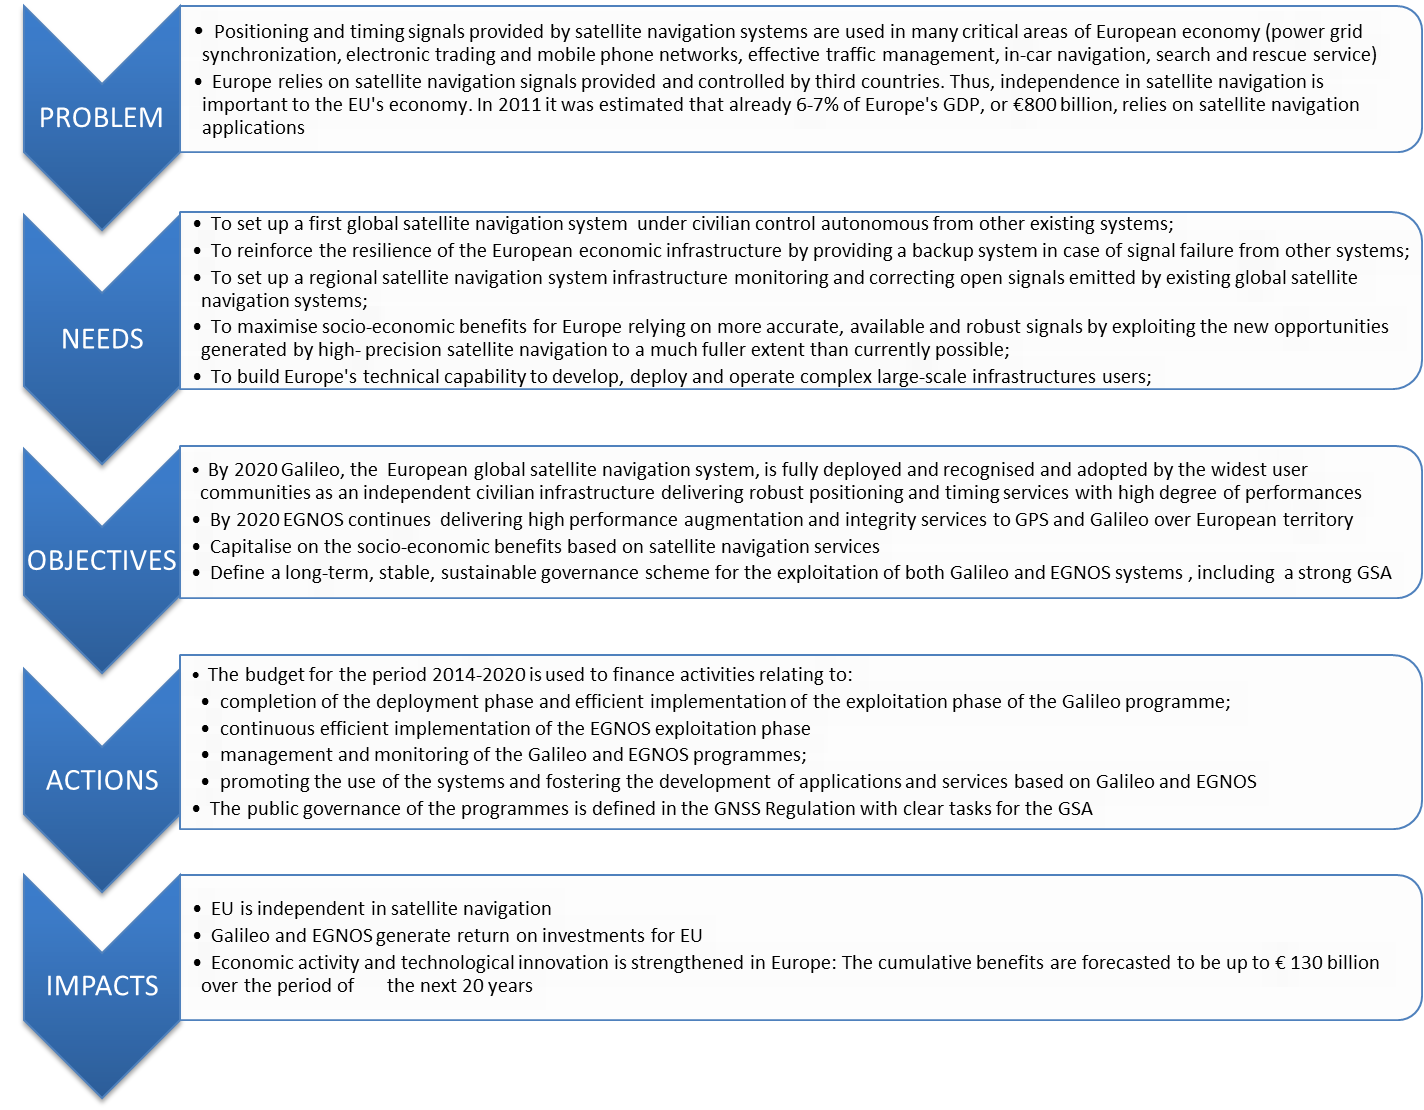 PROBLEM
• Positioning and timing signals provided by satellite navigation systems are used in many critical areas of European economy (power grid
synchronization, electronic trading and mobile phone networks, effective traffic management, in-car navigation, search and rescue service)
• Europe relies on satellite navigation signals provided and controlled by third countries. Thus, independence in satellite navigation is
important to the EU's economy. In 2011 it was estimated that already 6-7% of Europe's GDP, or €800 billion, relies on satellite navigation
applications
NEEDS
• To set up a first global satellite navigation system under civilian control autonomous from other existing systems;
• To reinforce the resilience of the European economic infrastructure by providing a backup system in case of signal failure from other systems;
• To set up a regional satellite navigation system infrastructure monitoring and correcting open signals emitted by existing global satellite
navigation systems;
• To maximise socio-economic benefits for Europe relying on more accurate, available and robust signals by exploiting the new opportunities
generated by high- precision satellite navigation to a much fuller extent than currently possible;
• To build Europe's technical capability to develop, deploy and operate complex large-scale infrastructures users;
OBJECTIVES
• By 2020 Galileo, the European global satellite navigation system, is fully deployed and recognised and adopted by the widest user
communities as an independent civilian infrastructure delivering robust positioning and timing services with high degree of performances
• By 2020 EGNOS continues delivering high performance augmentation and integrity services to GPS and Galileo over European territory
• Capitalise on the socio-economic benefits based on satellite navigation services
• Define a long-term, stable, sustainable governance scheme for the exploitation of both Galileo and EGNOS systems , including a strong GSA
ACTIONS
• The budget for the period 2014-2020 is used to finance activities relating to:
• completion of the deployment phase and efficient implementation of the exploitation phase of the Galileo programme;
• continuous efficient implementation of the EGNOS exploitation phase
• management and monitoring of the Galileo and EGNOS programmes;
• promoting the use of the systems and fostering the development of applications and services based on Galileo and EGNOS
• The public governance of the programmes is defined in the GNSS Regulation with clear tasks for the GSA
IMPACTS
• EU is independent in satellite navigation
• Galileo and EGNOS generate return on investments for EU
• Economic activity and technological innovation is strengthened in Europe: The cumulative benefits are forecasted to be up to € 130 billion
over the period of the next 20 years